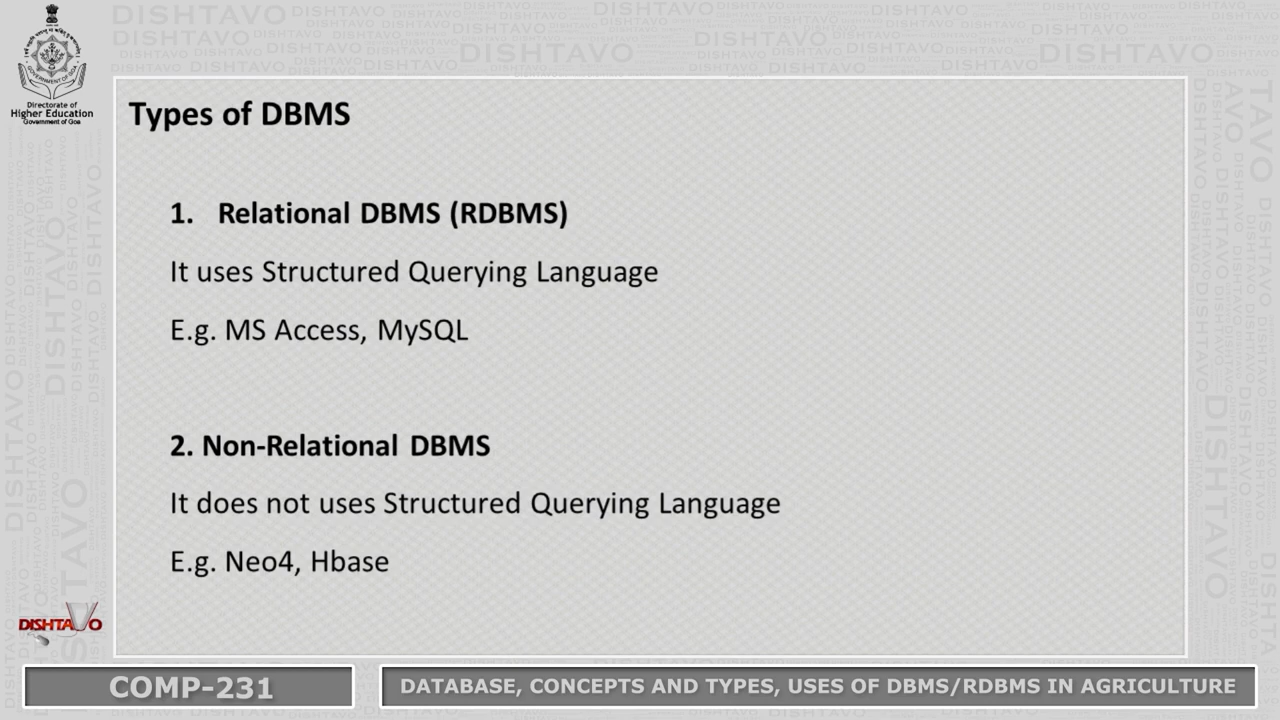 Directorate of
Higher Education
Government of Goa
Types of DBMS
1. Relational DBMS (RDBMS)
It uses Structured Querying Language
E.g. MS Access, MySQL
2. Non-Relational DBMS
It does not uses Structured Querying Language
E.g. Neo4, Hbase
DISHTAVO
COMP-231
DATABASE, CONCEPTS AND TYPES, USES OF DBMS/RDBMS IN AGRICULTURE